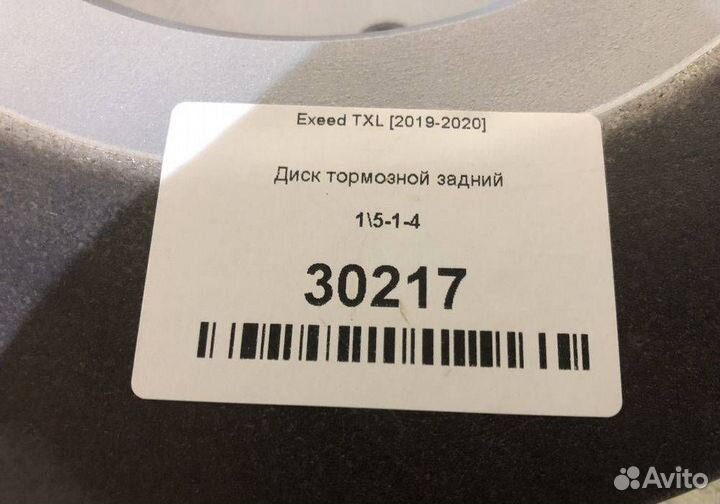 Exeed TXL [2019-2020]
Диск тормозной задний
1\5-1-4
30217
Avito